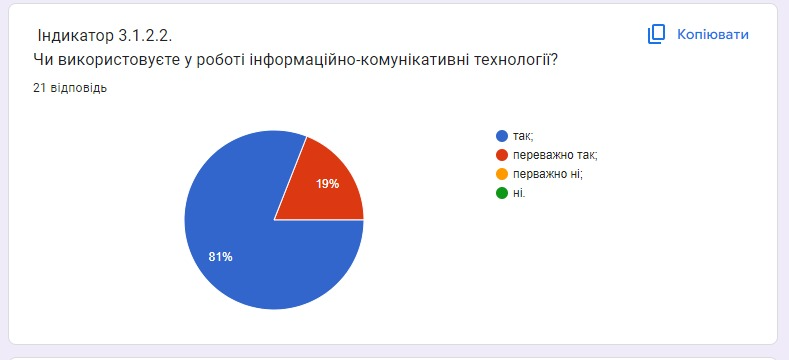 Індикатор 3.1.2.2.
Копіювати
Чи використовуєте у роботі інформаційно-комунікативні технології?
21 відповідь
так;
переважно так;
перважно ні;
ні.
19%
81%